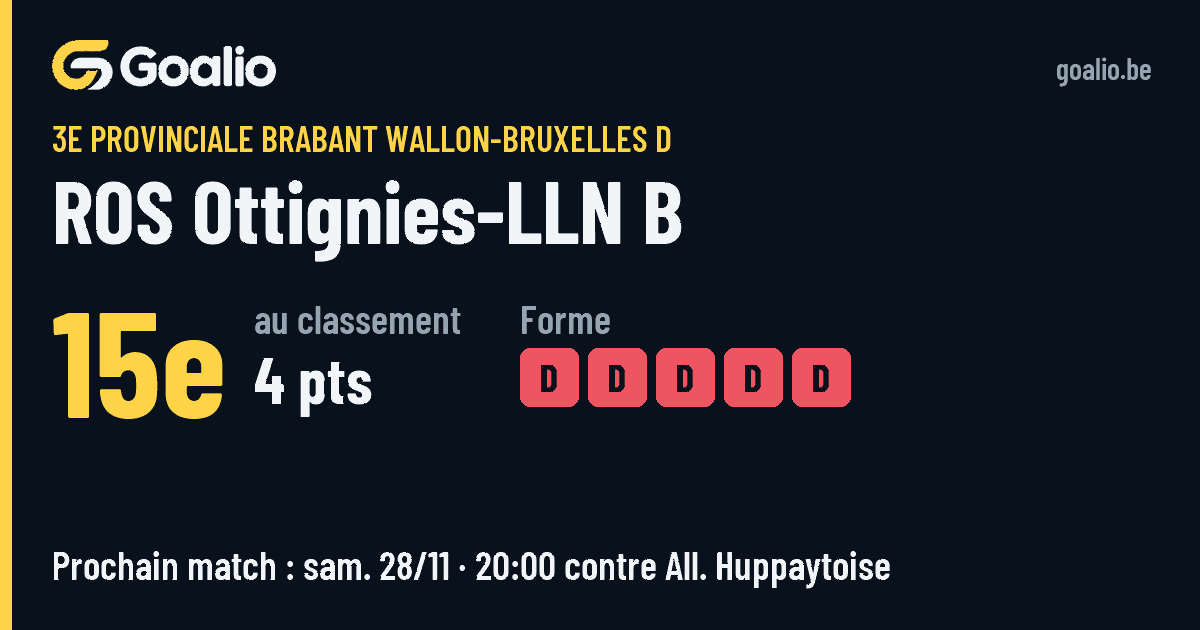 Goalio
goalio.be
3E PROVINCIALE BRABANT WALLON-BRUXELLES D
ROS Ottignies-LLN B
15e
au classement
4 pts
Forme
D D D D D
Prochain match : sam. 28/11 · 20:00 contre All. Huppaytoise